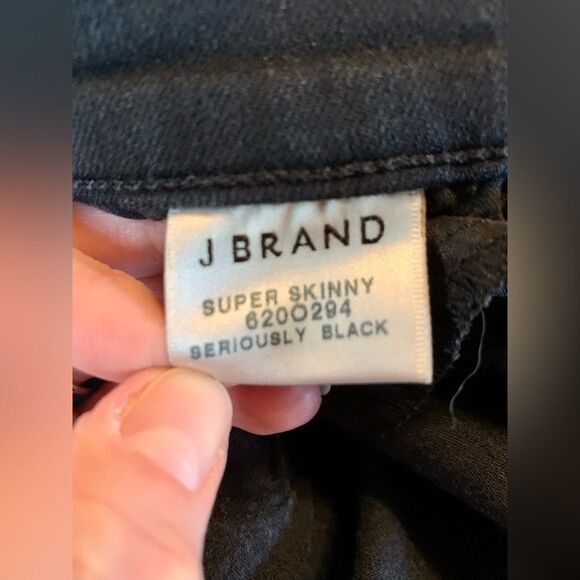 J BRAND
SUPER SKINNY
620O294
SERIOUSLY BLACK